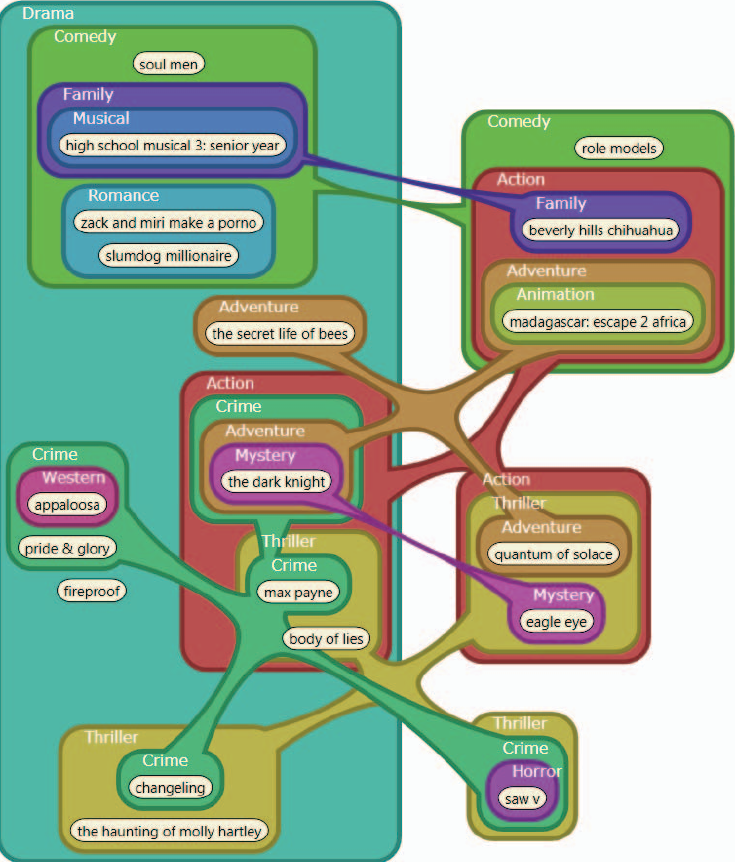 Drama
Comedy
soul men
Family
Musical
high school musical 3: senior year
Romance
zack and miri make a porno
slumdog millionaire
Comedy
role models
Action
Family
beverly hills chihuahua
Adventure
Animation
madagascar: escape 2 africa
Adventure
the secret life of bees
Action
Crime
Adventure
Mystery
the dark knight
Thriller
Crime
max payne
body of lies
Crime
Western
appaloosa
pride & glory
fireproof
Action
Thriller
Adventure
quantum of solace
Mystery
eagle eye
Thriller
Crime
changeling
the haunting of molly hartley
Thriller
Crime
Horror
saw v